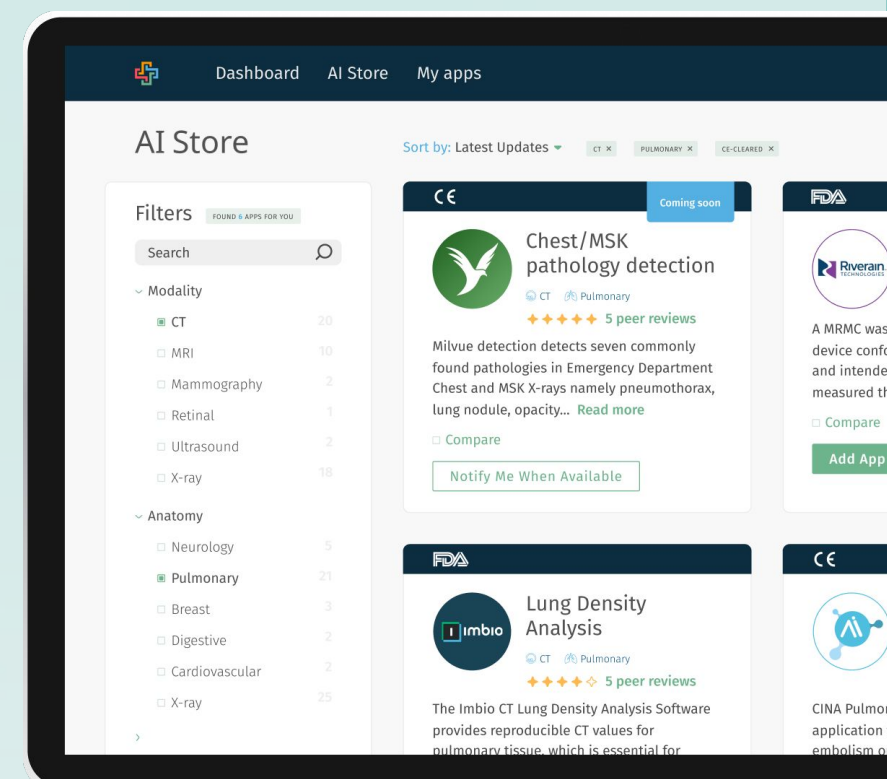 Dashboard
AI Store
My apps
AI Store
Sort by: Latest Updates
CT ×
PULMONARY ×
CE-CLEARED ×
Filters
FOUND 6 APPS FOR YOU
Search
Modality
CT 20
MRI 10
Mammography 2
Retinal 1
Ultrasound 2
X-ray 18
Anatomy
Neurology 5
Pulmonary 21
Breast 3
Digestive 2
Cardiovascular 2
X-ray 25
CE
Coming soon
Chest/MSK
pathology detection
CT Pulmonary
5 peer reviews
Milvue detection detects seven commonly
found pathologies in Emergency Department
Chest and MSK X-rays namely pneumothorax,
lung nodule, opacity... Read more
Compare
Notify Me When Available
FDA
Riverain
TECHNOLOGIES
A MRMC was
device confo
and intende
measured th
Compare
Add App
FDA
imbio
Lung Density
Analysis
CT Pulmonary
5 peer reviews
The Imbio CT Lung Density Analysis Software
provides reproducible CT values for
pulmonary tissue, which is essential for
CE
AI
CINA Pulmon
application
embolism o